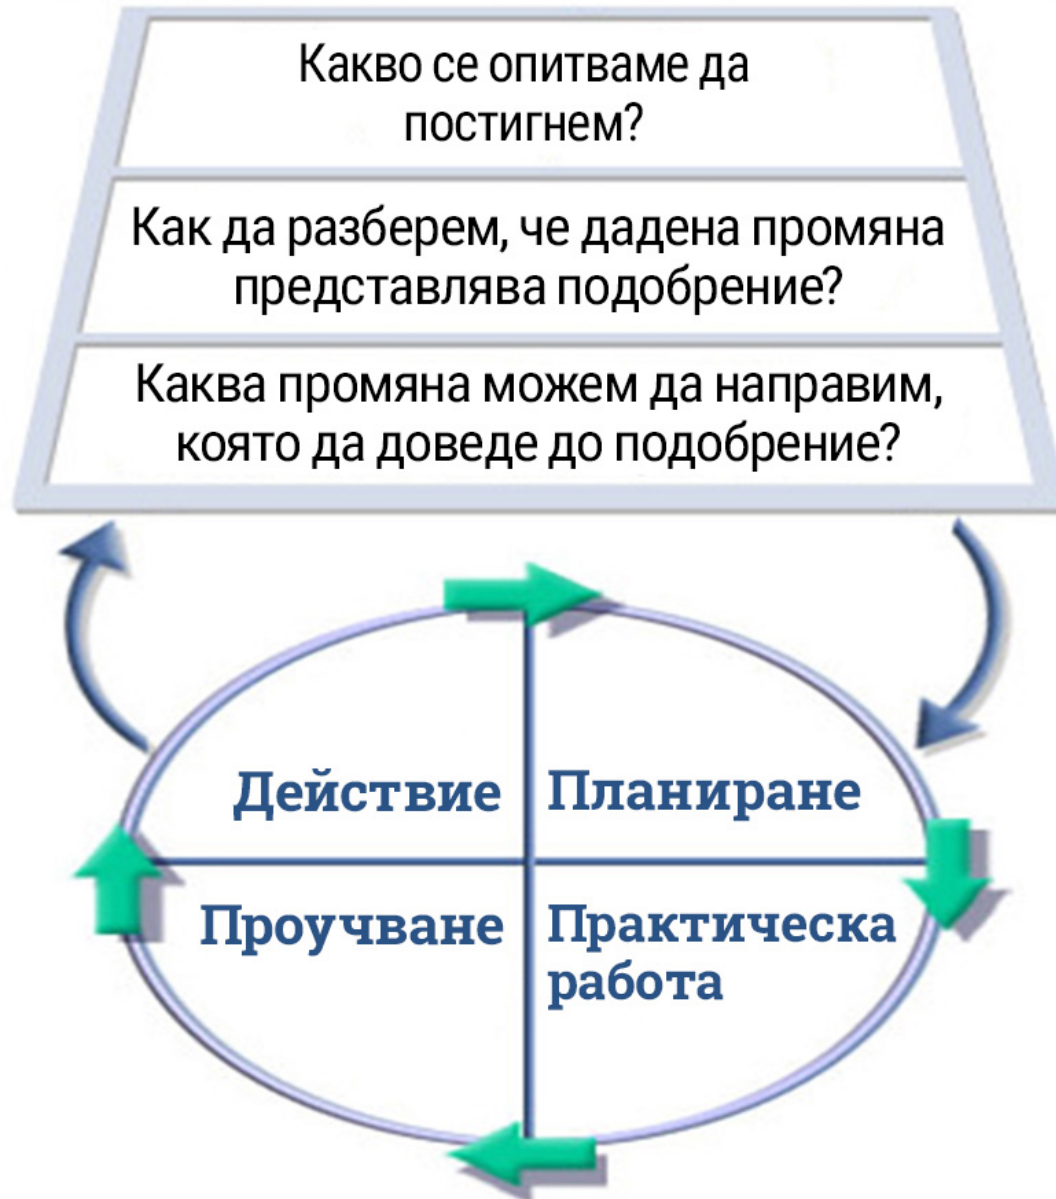 Какво се опитваме да
постигнем?
Как да разберем, че дадена промяна
представлява подобрение?
Каква промяна можем да направим,
която да доведе до подобрение?
Действие
Планиране
Проучване
Практическа
работа